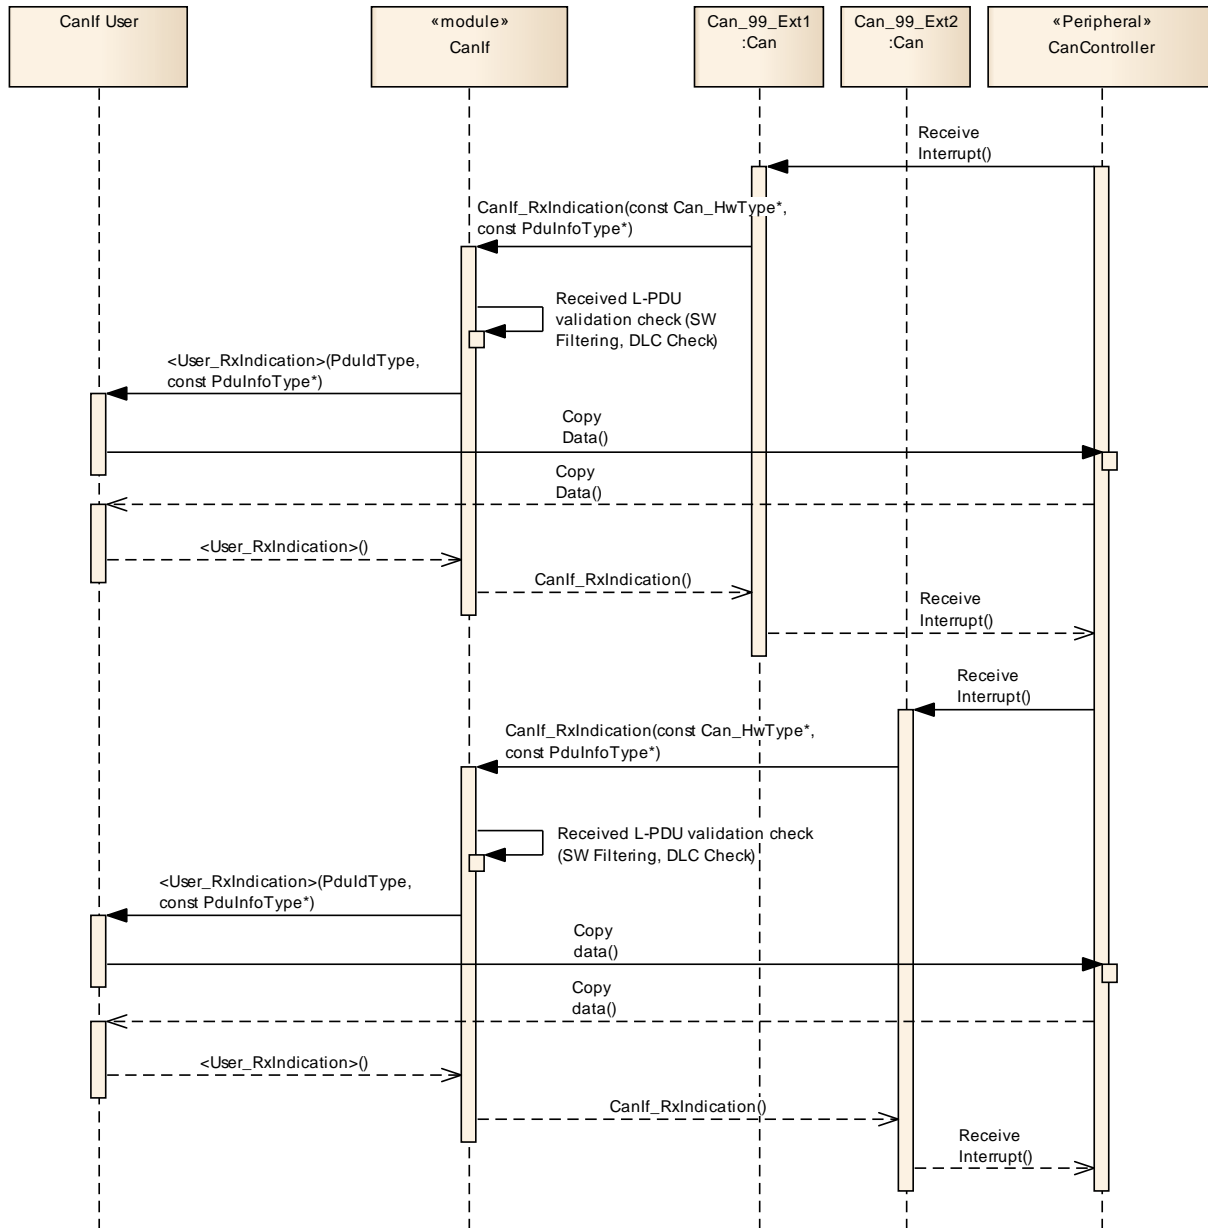 CanIf User
«module»
CanIf
Can_99_Ext1
:Can
Can_99_Ext2
:Can
«Peripheral»
CanController
Receive
Interrupt()
CanIf_RxIndication(const Can_HwType*,
const PduInfoType*)
Received L-PDU
validation check (SW
Filtering, DLC Check)
<User_RxIndication>(PduIdType,
const PduInfoType*)
Copy
Data()
Copy
Data()
<User_RxIndication>()
CanIf_RxIndication()
Receive
Interrupt()
Receive
Interrupt()
CanIf_RxIndication(const Can_HwType*,
const PduInfoType*)
Received L-PDU validation check
(SW Filtering, DLC Check)
<User_RxIndication>(PduIdType,
const PduInfoType*)
Copy
data()
Copy
data()
<User_RxIndication>()
CanIf_RxIndication()
Receive
Interrupt()